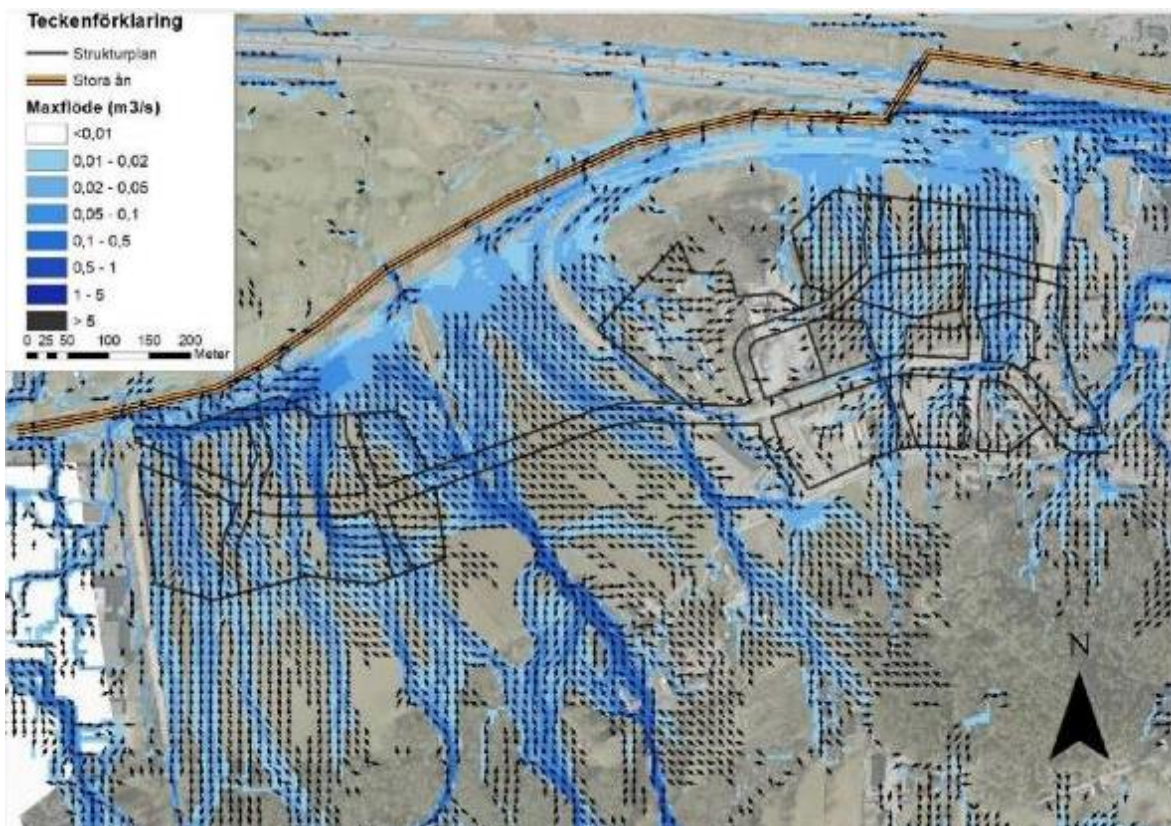 Teckenförklaring
Strukturplan
Stora ån
Maxflöde (m3/s)
<0,01
0,01 - 0,02
0,02 - 0,05
0,05 - 0,1
0,1 - 0,5
0,5 - 1
1 - 5
> 5
0 25 50 100 150 200
Meter
N